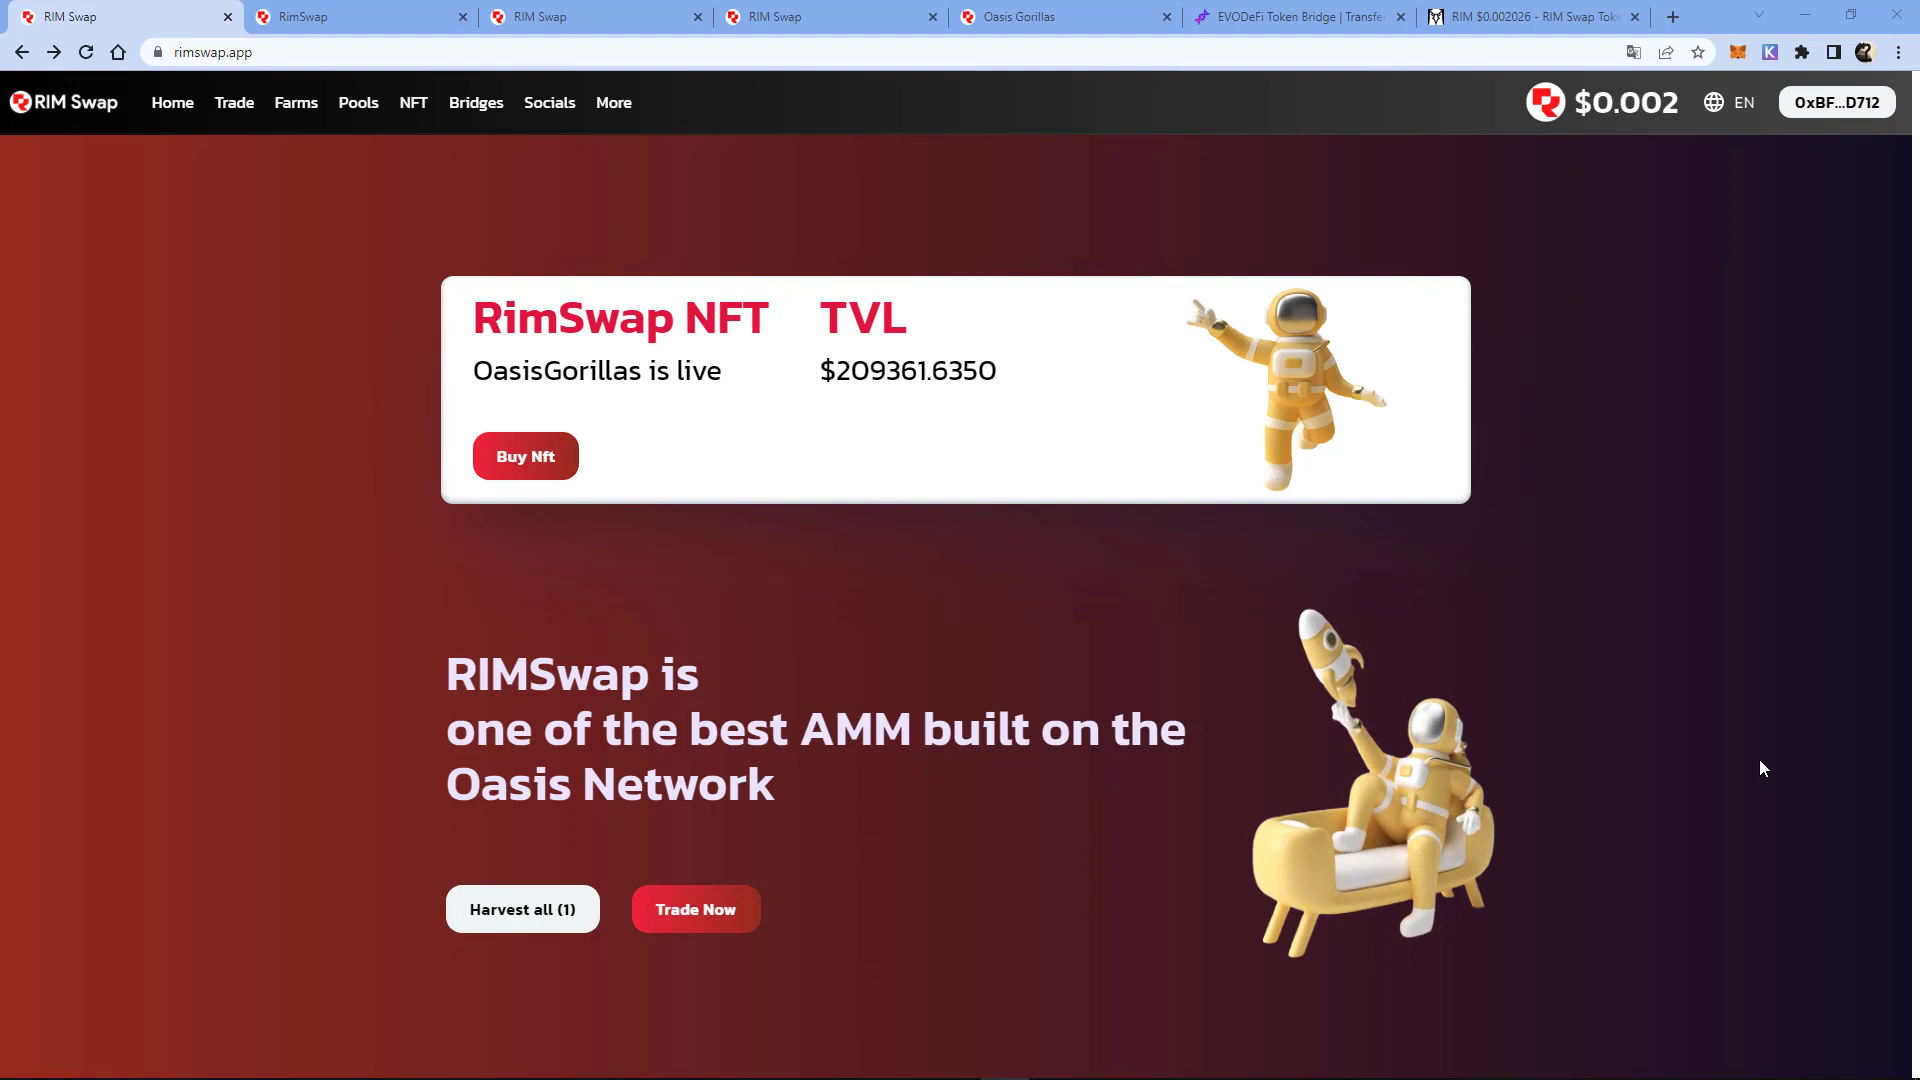 RIM Swap
RimSwap
RIM Swap
RIM Swap
Oasis Gorillas
EVODeFi Token Bridge | Transfer
RIM $0.002026 - RIM Swap Toke
rimswap.app
RIM Swap
Home
Trade
Farms
Pools
NFT
Bridges
Socials
More
$0.002
EN
0xBF...D712
RimSwap NFT
OasisGorillas is live
TVL
$209361.6350
Buy Nft
RIMSwap is
one of the best AMM built on the
Oasis Network
Harvest all (1)
Trade Now